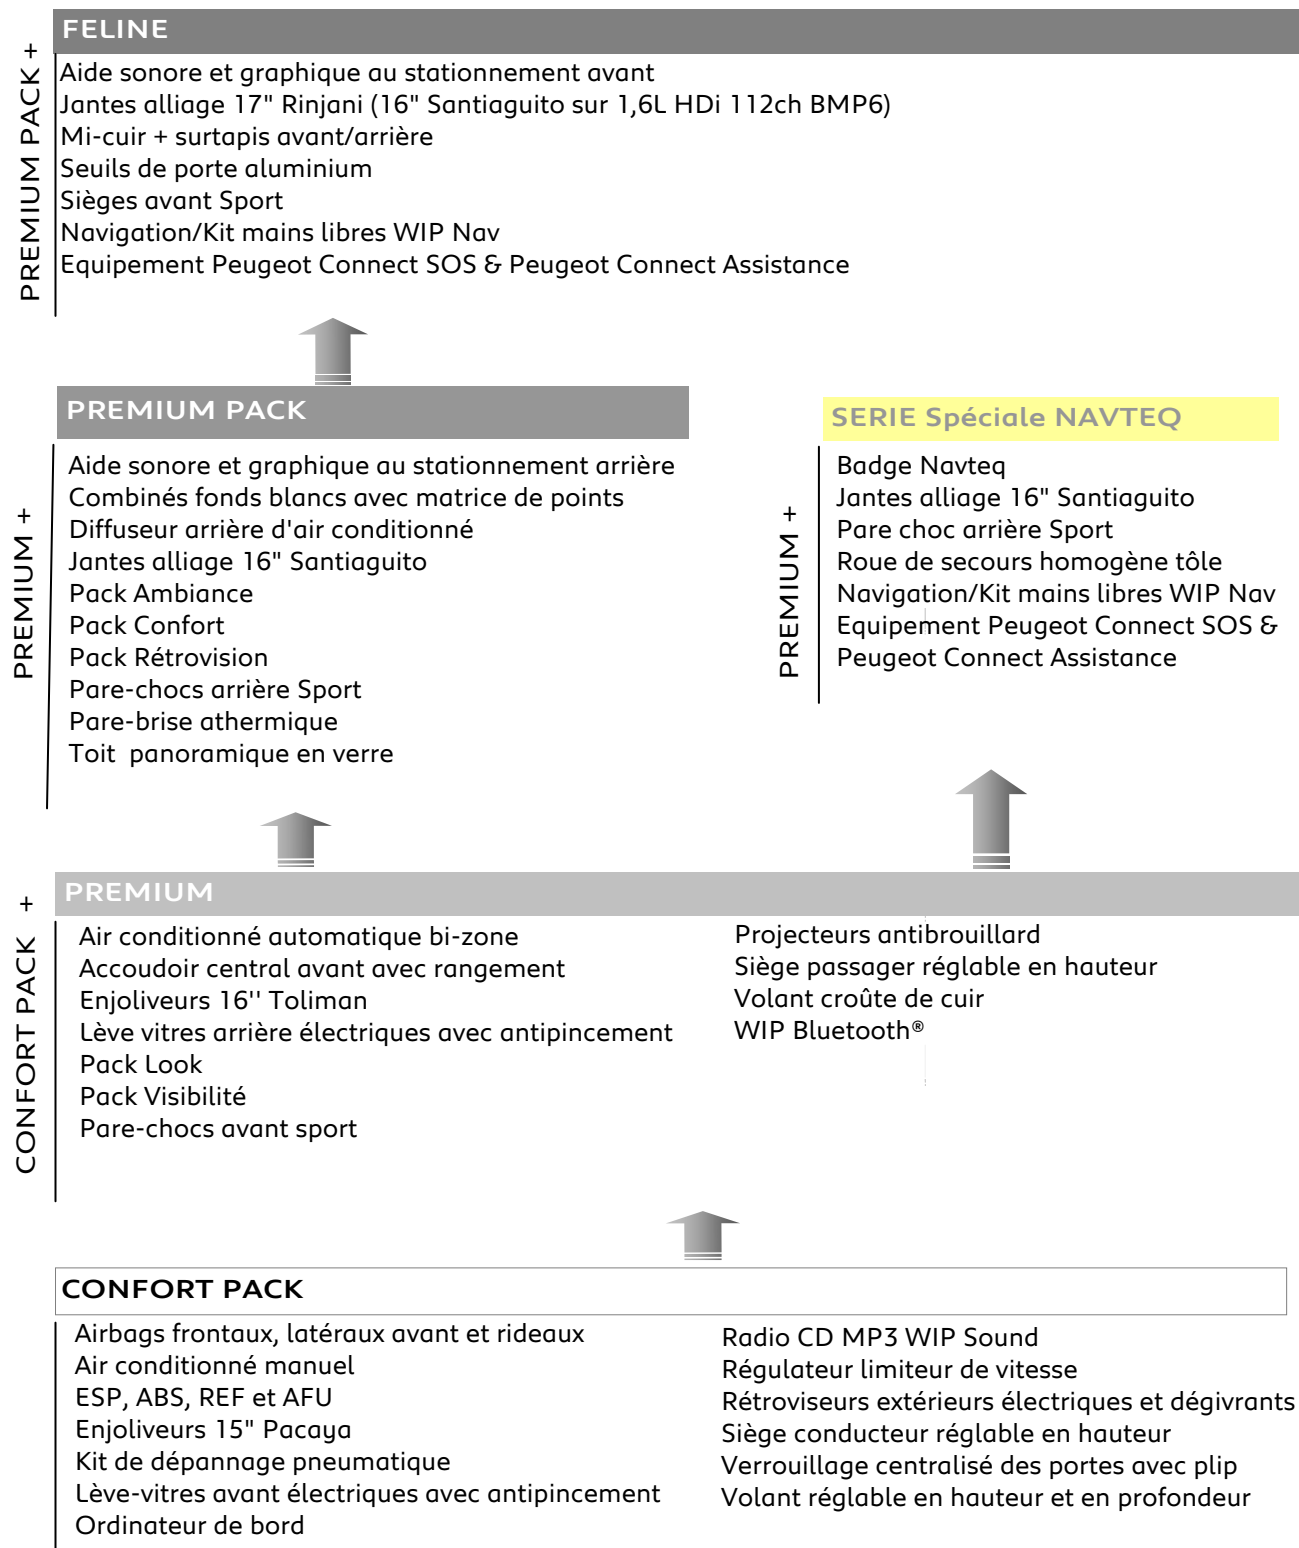 FELINE
PREMIUM PACK +
Aide sonore et graphique au stationnement avant
Jantes alliage 17" Rinjani (16" Santiaguito sur 1,6L HDi 112ch BMP6)
Mi-cuir + surtapis avant/arrière
Seuils de porte aluminium
Sièges avant Sport
Navigation/Kit mains libres WIP Nav
Equipement Peugeot Connect SOS & Peugeot Connect Assistance
PREMIUM PACK
PREMIUM +
Aide sonore et graphique au stationnement arrière
Combinés fonds blancs avec matrice de points
Diffuseur arrière d'air conditionné
Jantes alliage 16" Santiaguito
Pack Ambiance
Pack Confort
Pack Rétrovision
Pare-chocs arrière Sport
Pare-brise athermique
Toit  panoramique en verre
SERIE Spéciale NAVTEQ
PREMIUM +
Badge Navteq
Jantes alliage 16" Santiaguito
Pare choc arrière Sport
Roue de secours homogène tôle
Navigation/Kit mains libres WIP Nav
Equipement Peugeot Connect SOS &
Peugeot Connect Assistance
PREMIUM
CONFORT PACK +
Air conditionné automatique bi-zone
Accoudoir central avant avec rangement
Enjoliveurs 16'' Toliman
Lève vitres arrière électriques avec antipincement
Pack Look
Pack Visibilité
Pare-chocs avant sport
Projecteurs antibrouillard
Siège passager réglable en hauteur
Volant croûte de cuir
WIP Bluetooth®
CONFORT PACK
Airbags frontaux, latéraux avant et rideaux
Air conditionné manuel
ESP, ABS, REF et AFU
Enjoliveurs 15" Pacaya
Kit de dépannage pneumatique
Lève-vitres avant électriques avec antipincement
Ordinateur de bord
Radio CD MP3 WIP Sound
Régulateur limiteur de vitesse
Rétroviseurs extérieurs électriques et dégivrants
Siège conducteur réglable en hauteur
Verrouillage centralisé des portes avec plip
Volant réglable en hauteur et en profondeur